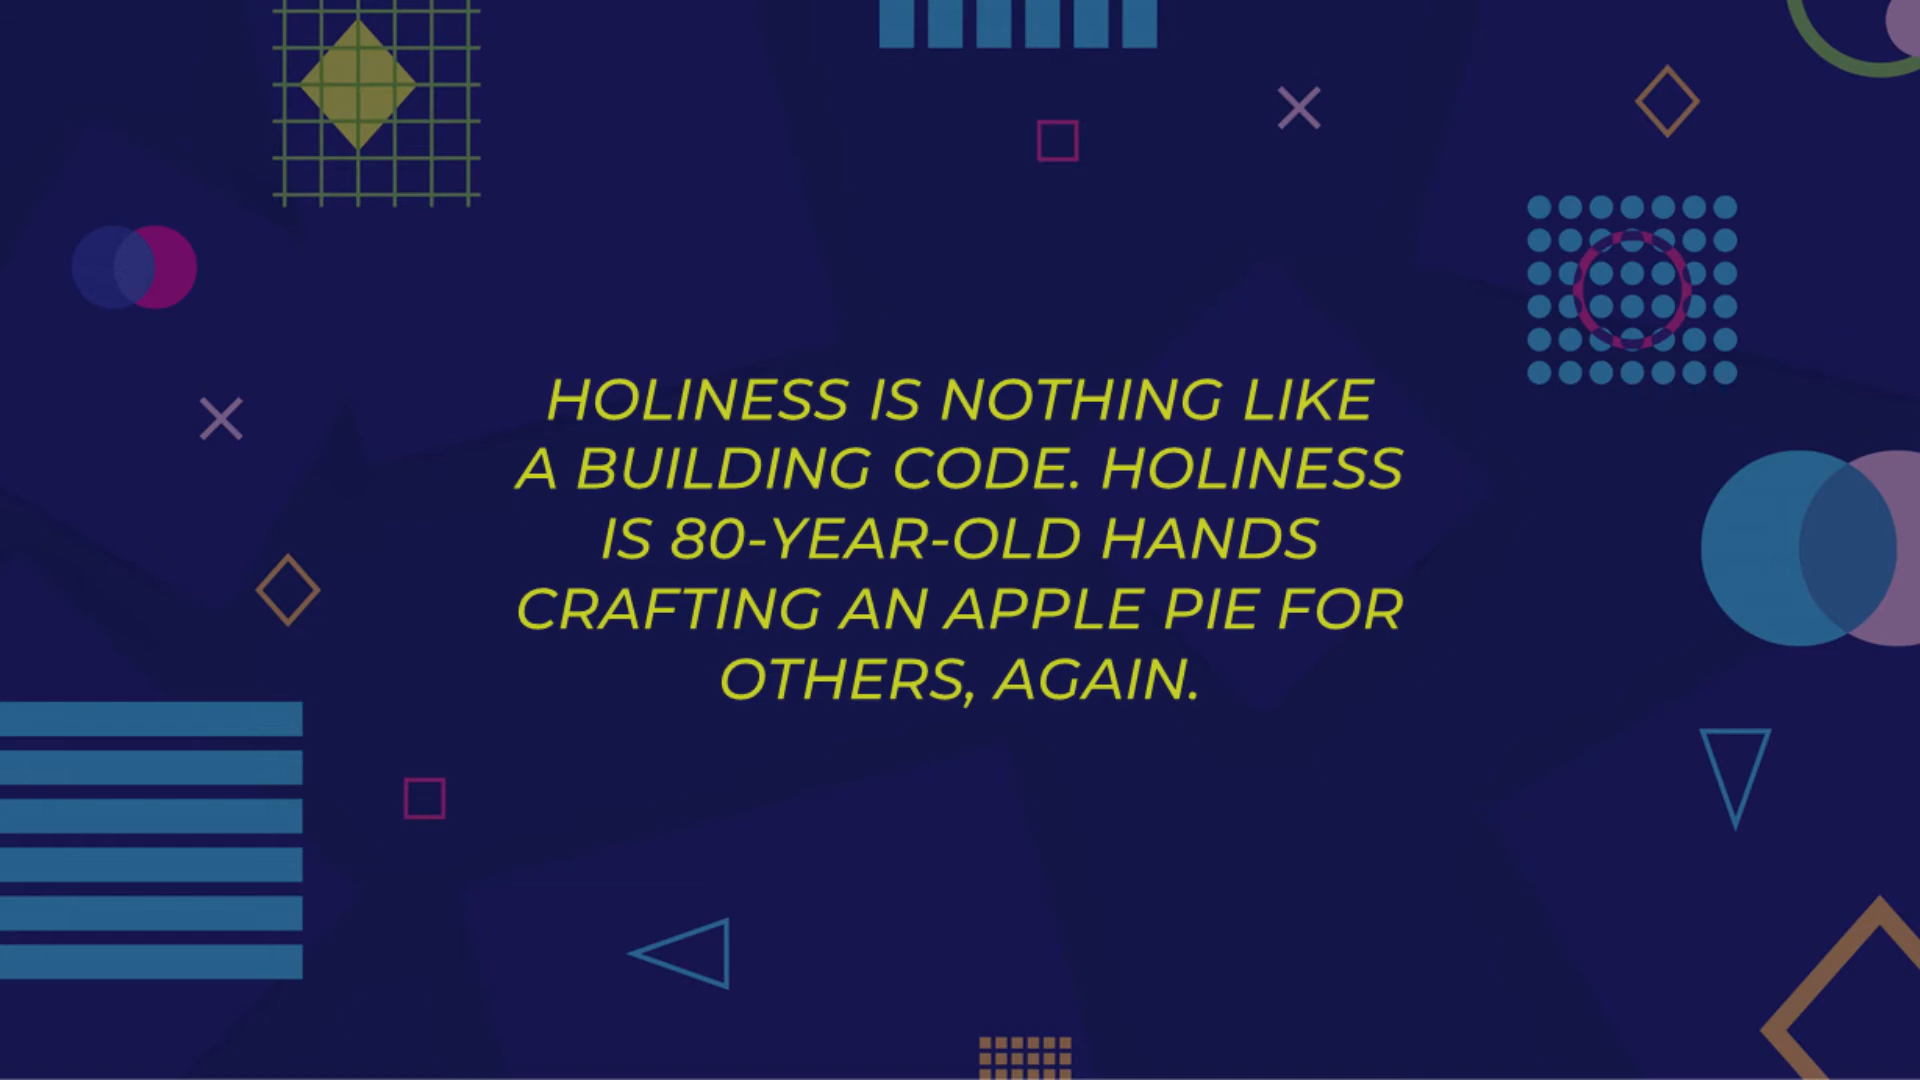 HOLINESS IS NOTHING LIKE
A BUILDING CODE. HOLINESS
IS 80-YEAR-OLD HANDS
CRAFTING AN APPLE PIE FOR
OTHERS, AGAIN.